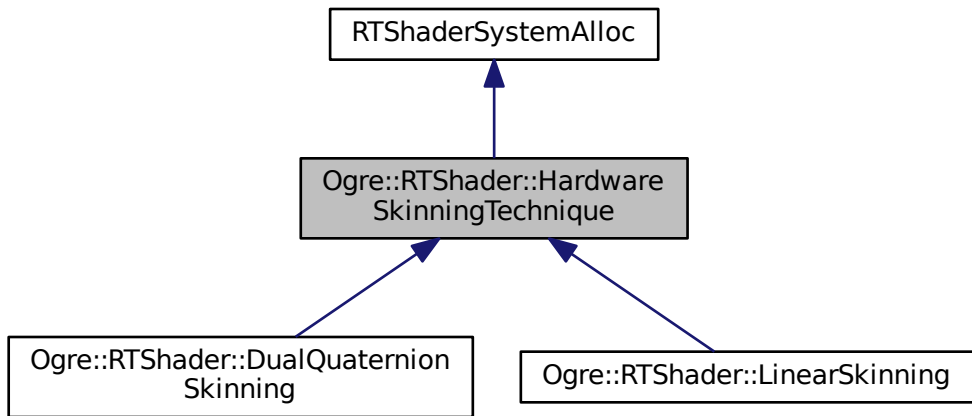 RTShaderSystemAlloc
Ogre::RTShader::Hardware
SkinningTechnique
Ogre::RTShader::DualQuaternion
Skinning
Ogre::RTShader::LinearSkinning